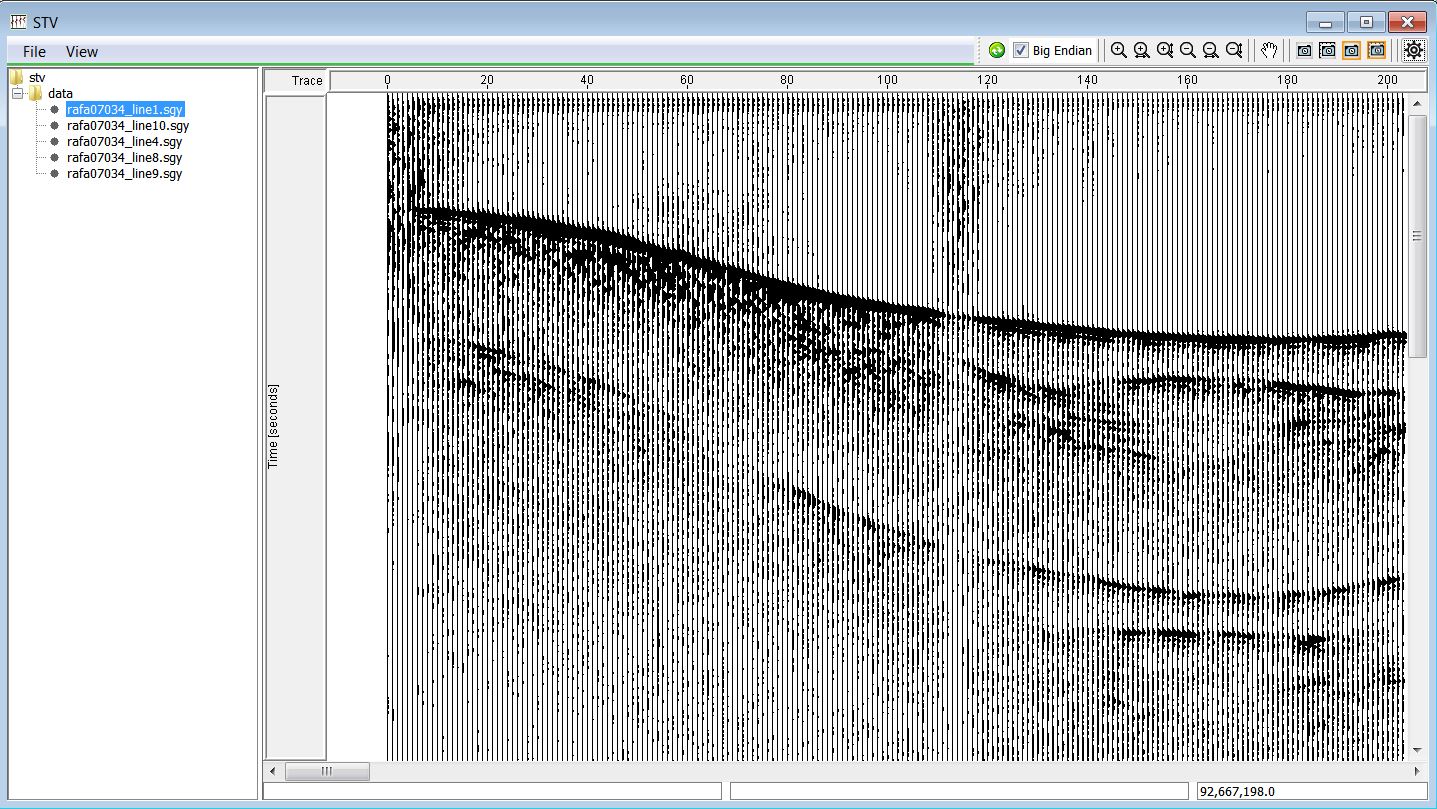 STV
File View
Big Endian
stv
data
rafa07034_line1.sgy
rafa07034_line10.sgy
rafa07034_line4.sgy
rafa07034_line8.sgy
rafa07034_line9.sgy
Trace 0 20 40 60 80 100 120 140 160 180 200
Time [seconds]
92,667,198.0